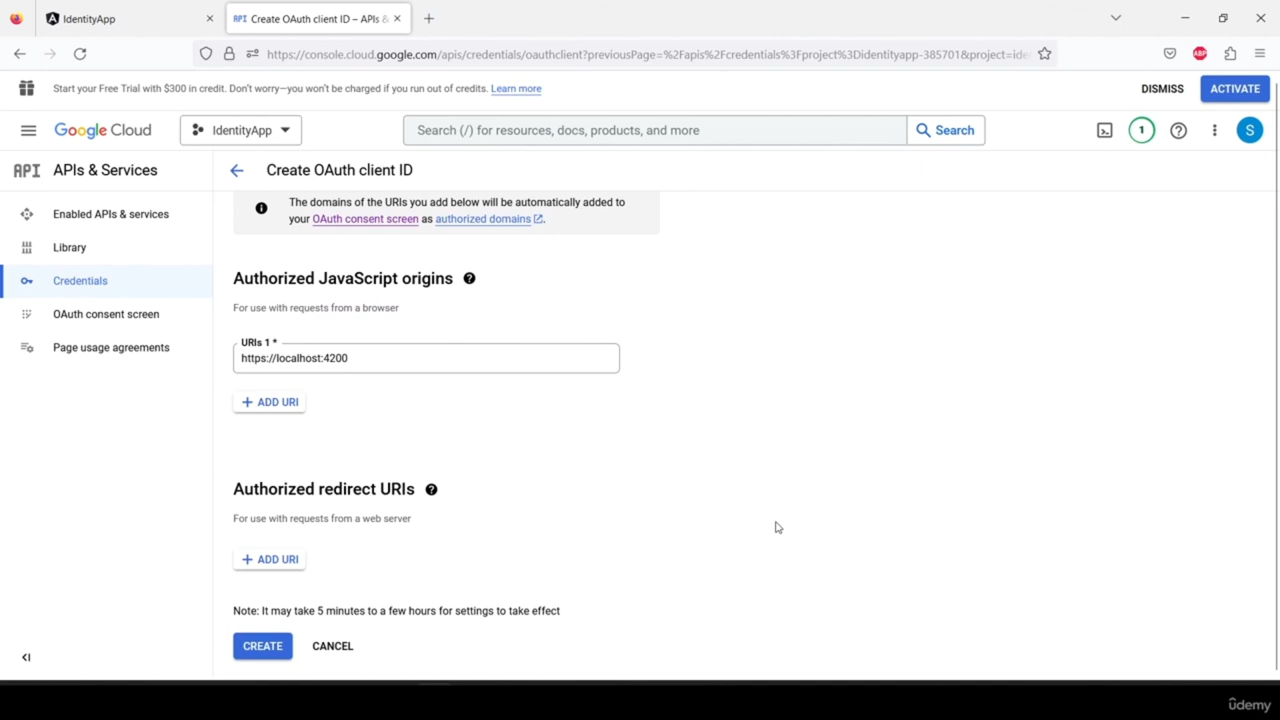 IdentityApp
API Create OAuth client ID – APIs &
https://console.cloud.google.com/apis/credentials/oauthclient?previousPage=%2Fapis%2Fcredentials%3Fproject%3Didentityapp-385701&project=ide
ABP
Start your Free Trial with $300 in credit. Don't worry—you won't be charged if you run out of credits. Learn more
DISMISS
ACTIVATE
Google Cloud
IdentityApp
Search (/) for resources, docs, products, and more
Search
1
S
API APIs & Services
Create OAuth client ID
Enabled APIs & services
Library
Credentials
OAuth consent screen
Page usage agreements
The domains of the URIs you add below will be automatically added to
your OAuth consent screen as authorized domains.
Authorized JavaScript origins
For use with requests from a browser
URIs 1 *
https://localhost:4200
+ ADD URI
Authorized redirect URIs
For use with requests from a web server
+ ADD URI
Note: It may take 5 minutes to a few hours for settings to take effect
CREATE
CANCEL
ûdemy